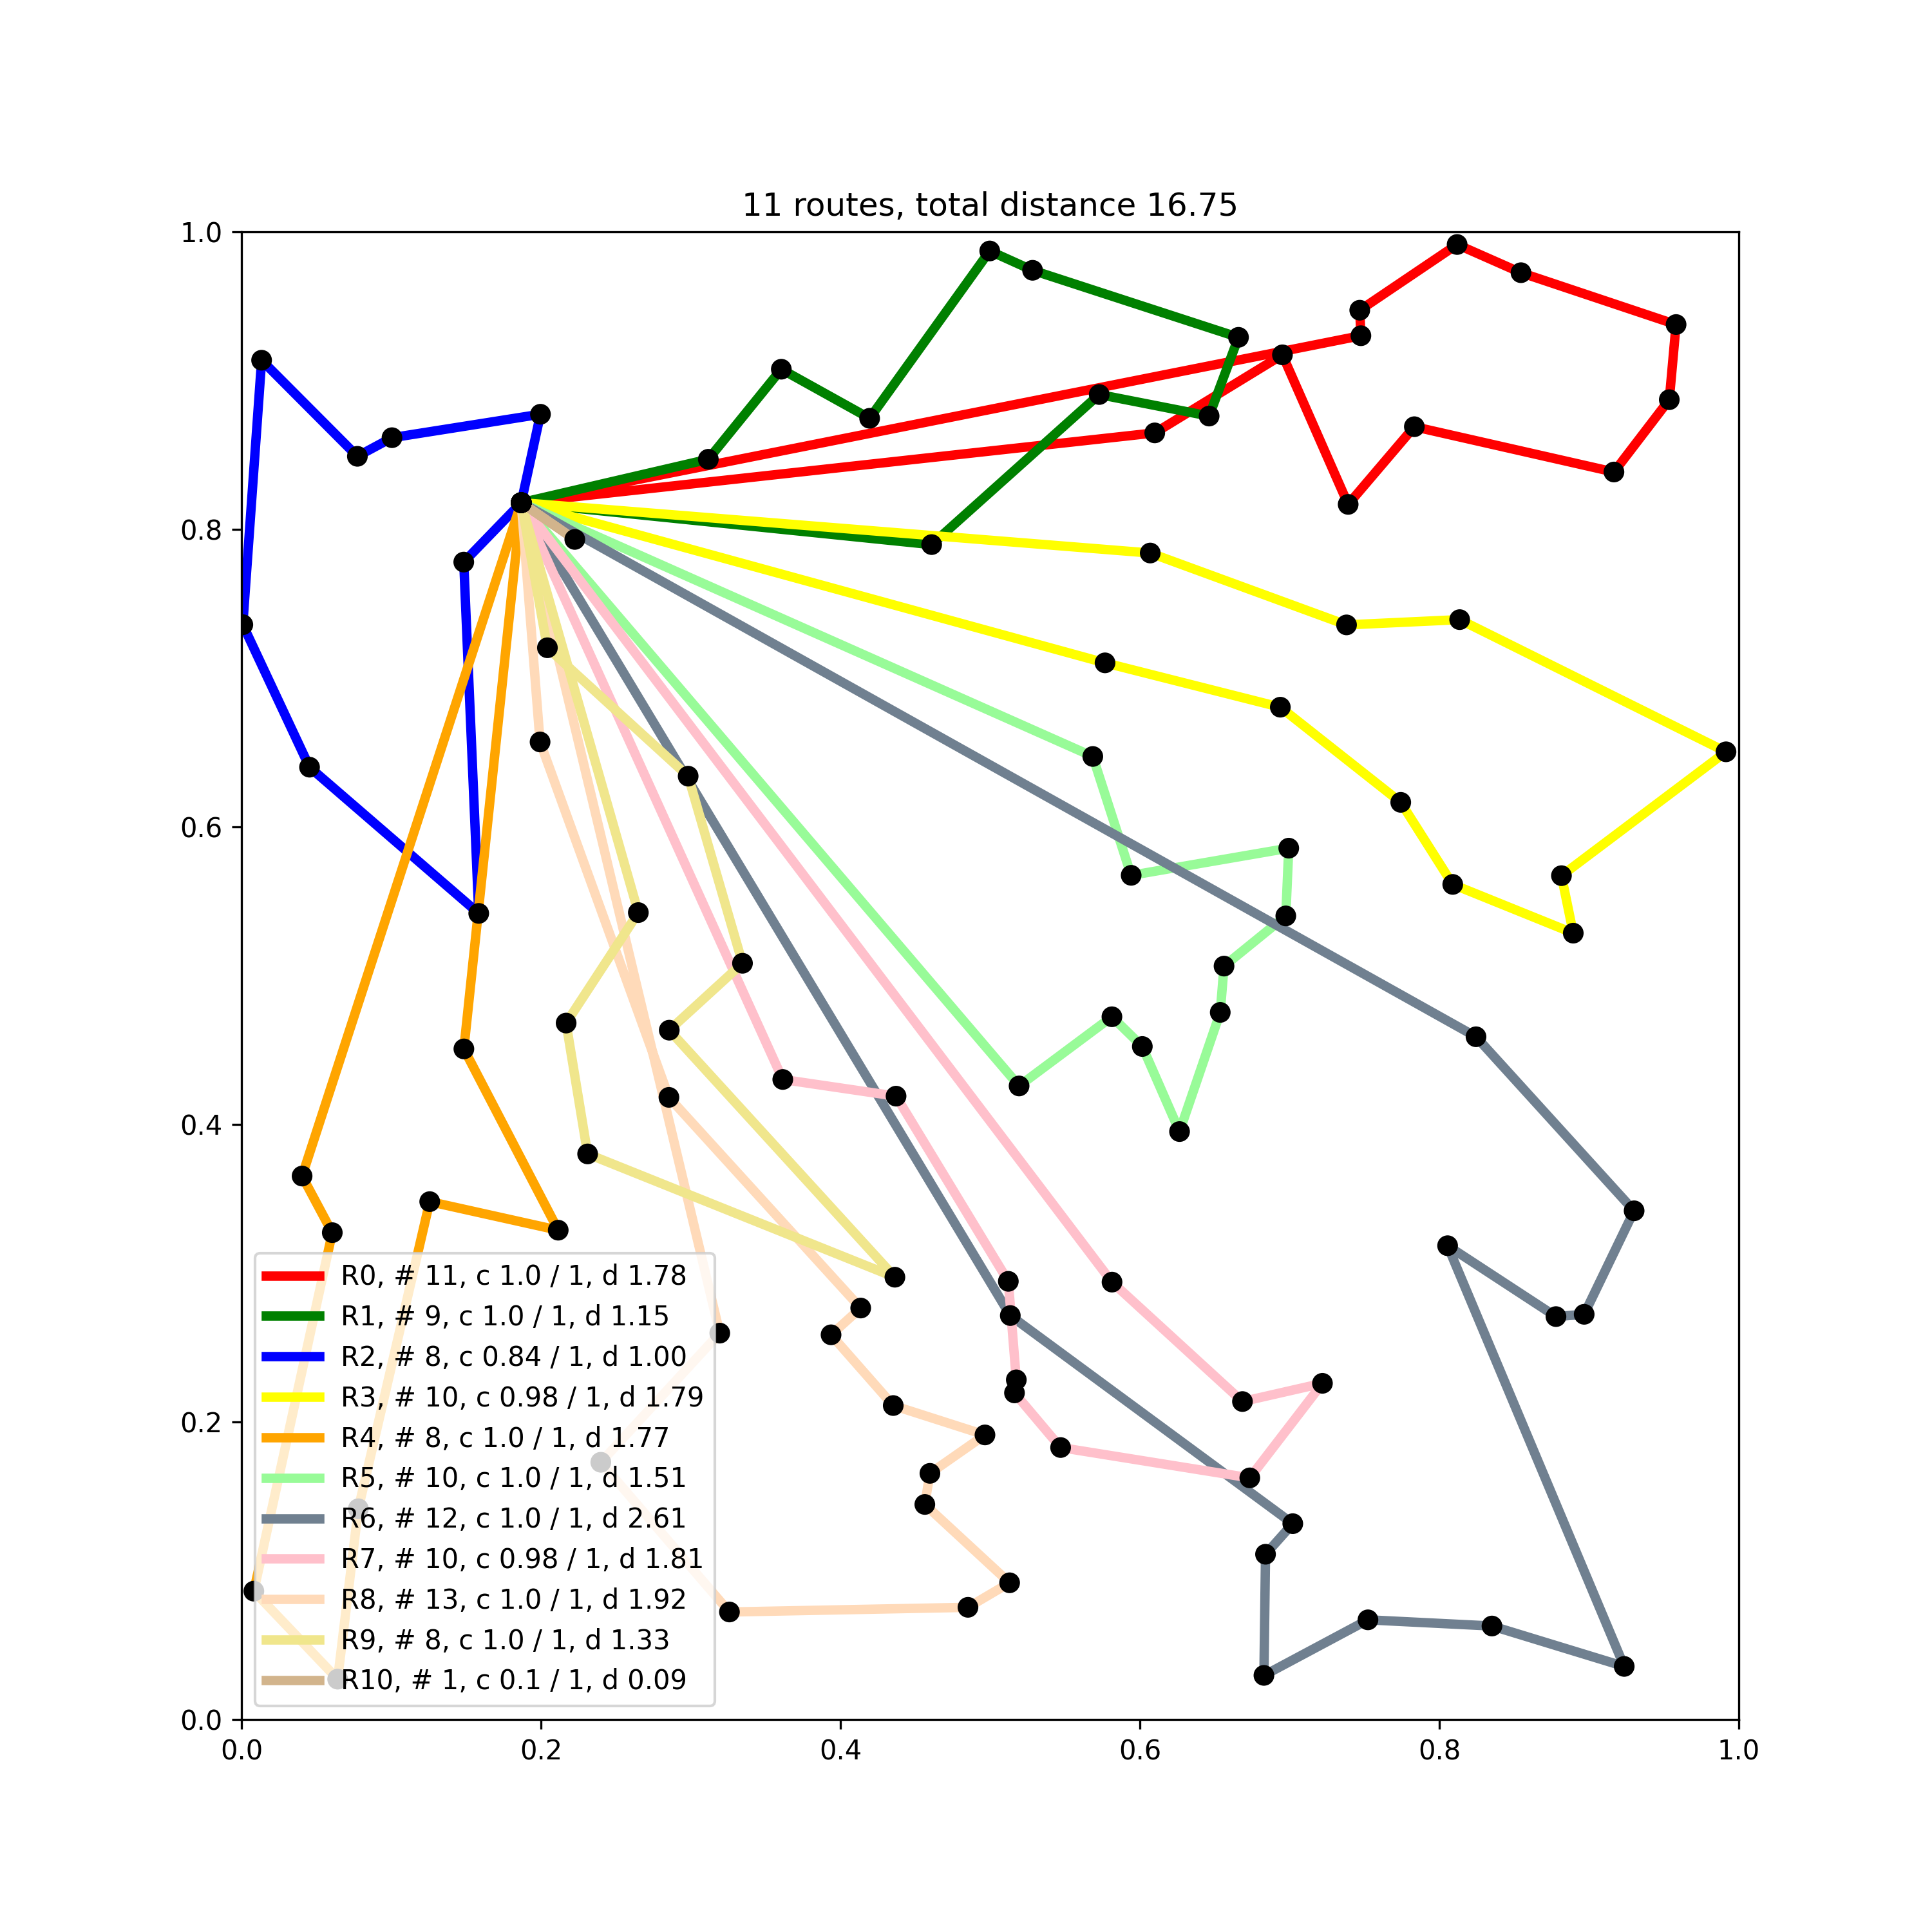 11 routes, total distance 16.75
1.0
0.8
0.6
0.4
0.2
0.0
R0, # 11, c 1.0 / 1, d 1.78
R1, # 9, c 1.0 / 1, d 1.15
R2, # 8, c 0.84 / 1, d 1.00
R3, # 10, c 0.98 / 1, d 1.79
R4, # 8, c 1.0 / 1, d 1.77
R5, # 10, c 1.0 / 1, d 1.51
R6, # 12, c 1.0 / 1, d 2.61
R7, # 10, c 0.98 / 1, d 1.81
R8, # 13, c 1.0 / 1, d 1.92
R9, # 8, c 1.0 / 1, d 1.33
R10, # 1, c 0.1 / 1, d 0.09
0.0 0.2 0.4 0.6 0.8 1.0